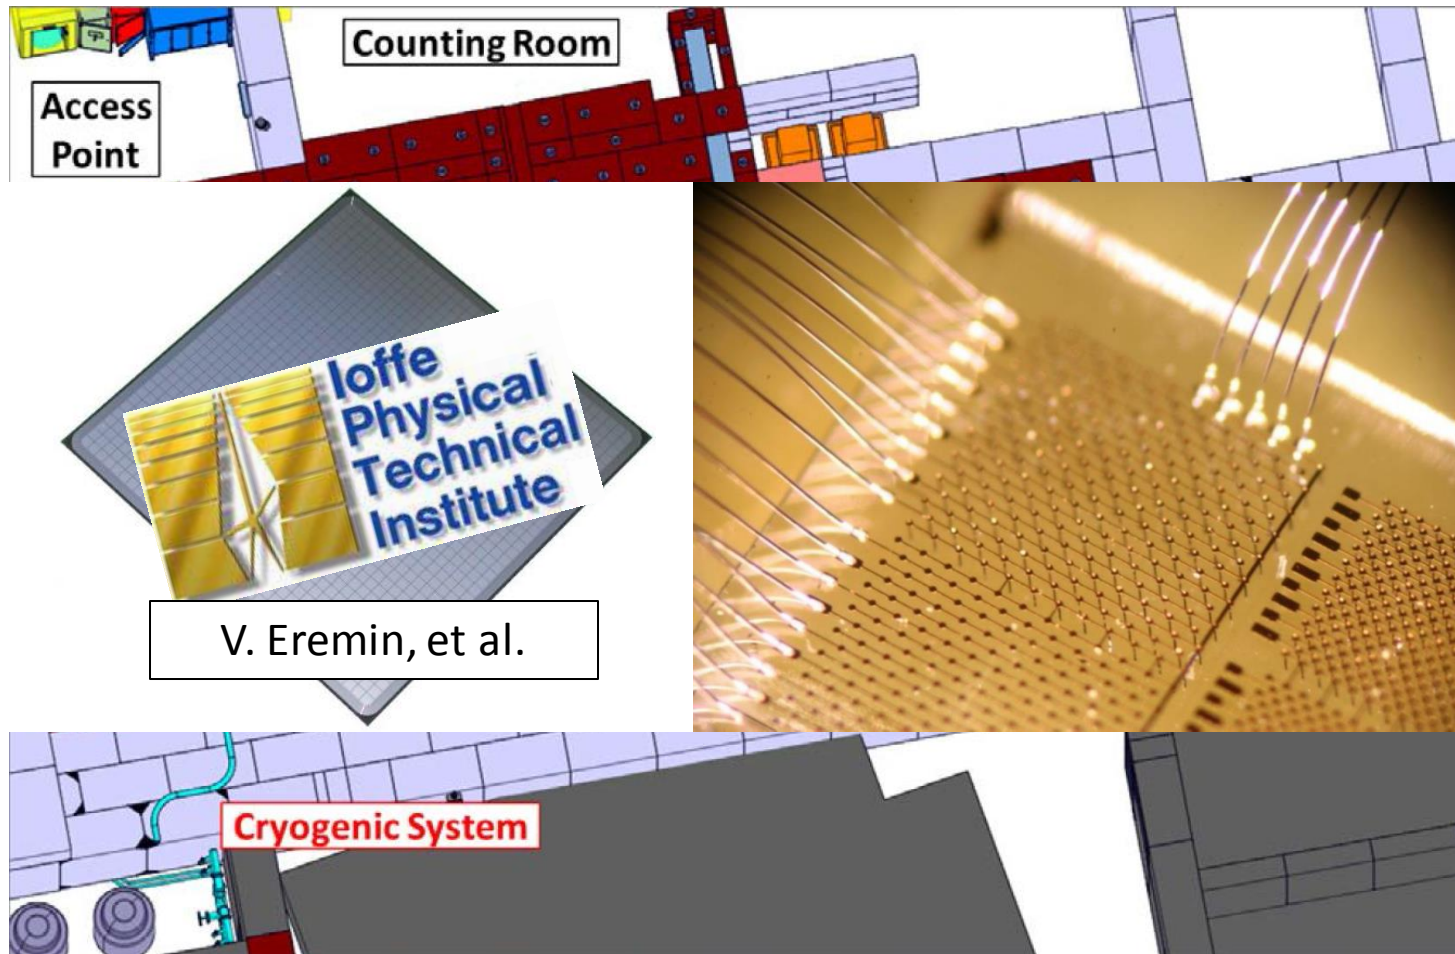 Counting Room
Access
Point
Ioffe
Physical
Technical
Institute
V. Eremin, et al.
Cryogenic System